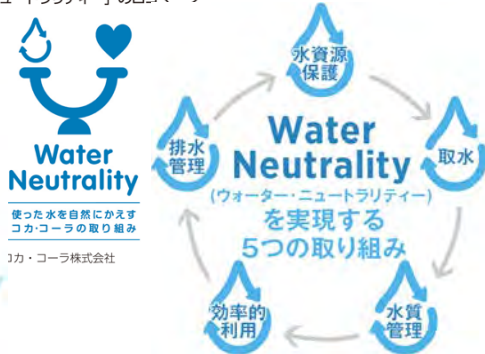 Water
Neutrality
使った水を自然にかえす
コカ・コーラの取り組み
コカ・コーラ株式会社
水資源
保護
取水
水質
管理
効率的
利用
排水
管理
Water
Neutrality
(ウォーター・ニュートラリティー)
を実現する
5つの取り組み